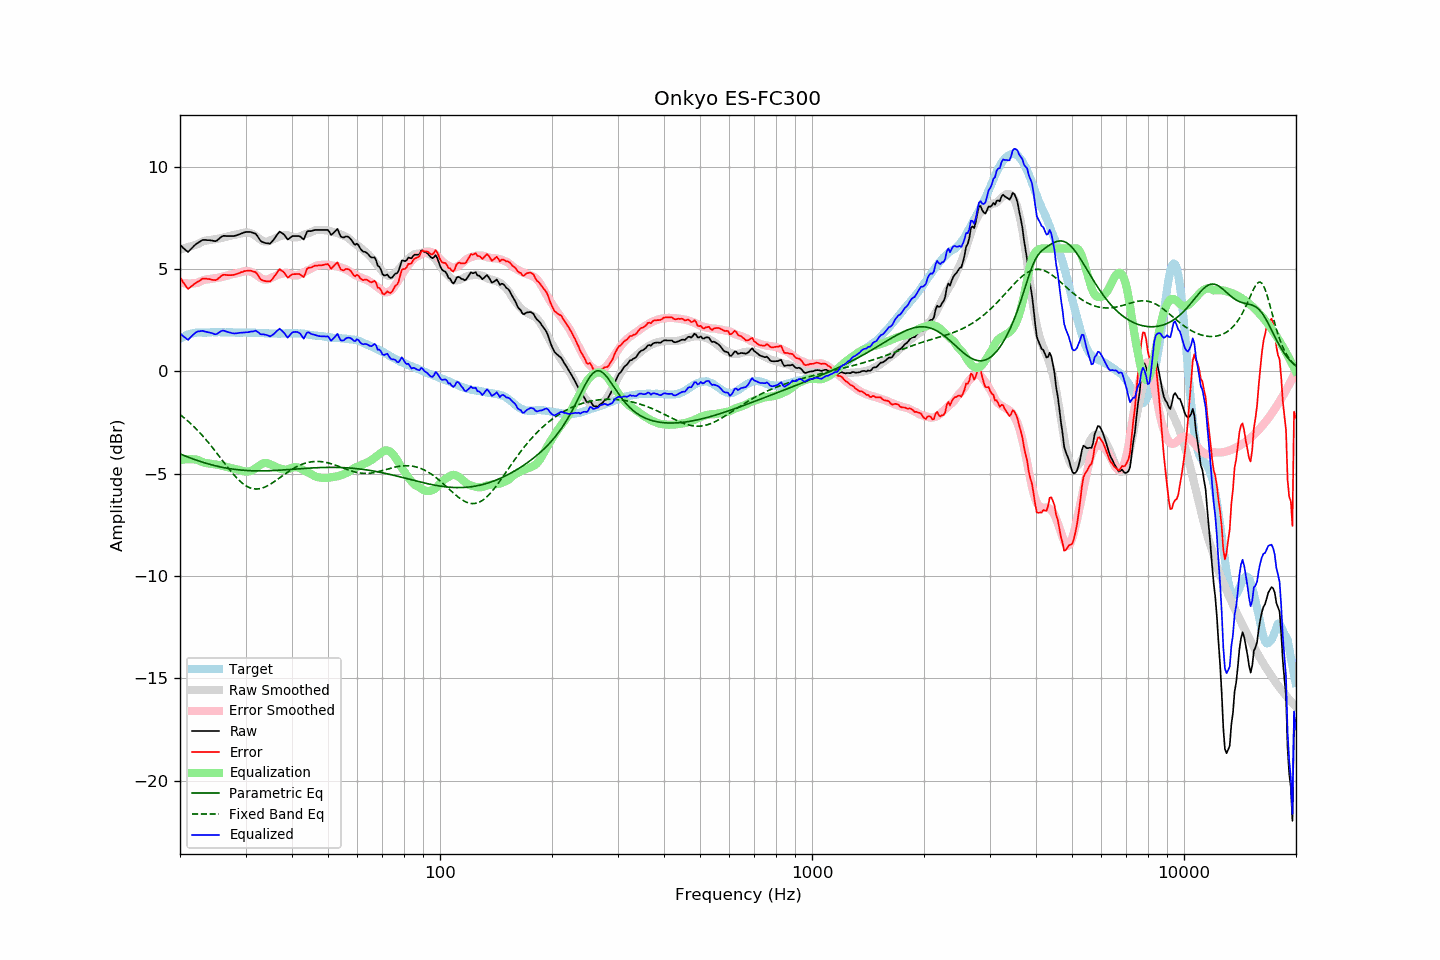 Onkyo ES-FC300
Amplitude (dBr)
10
5
0
−5
−10
−15
−20
Target
Raw Smoothed
Error Smoothed
Raw
Error
Equalization
Parametric Eq
Fixed Band Eq
Equalized
100
1000
10000
Frequency (Hz)